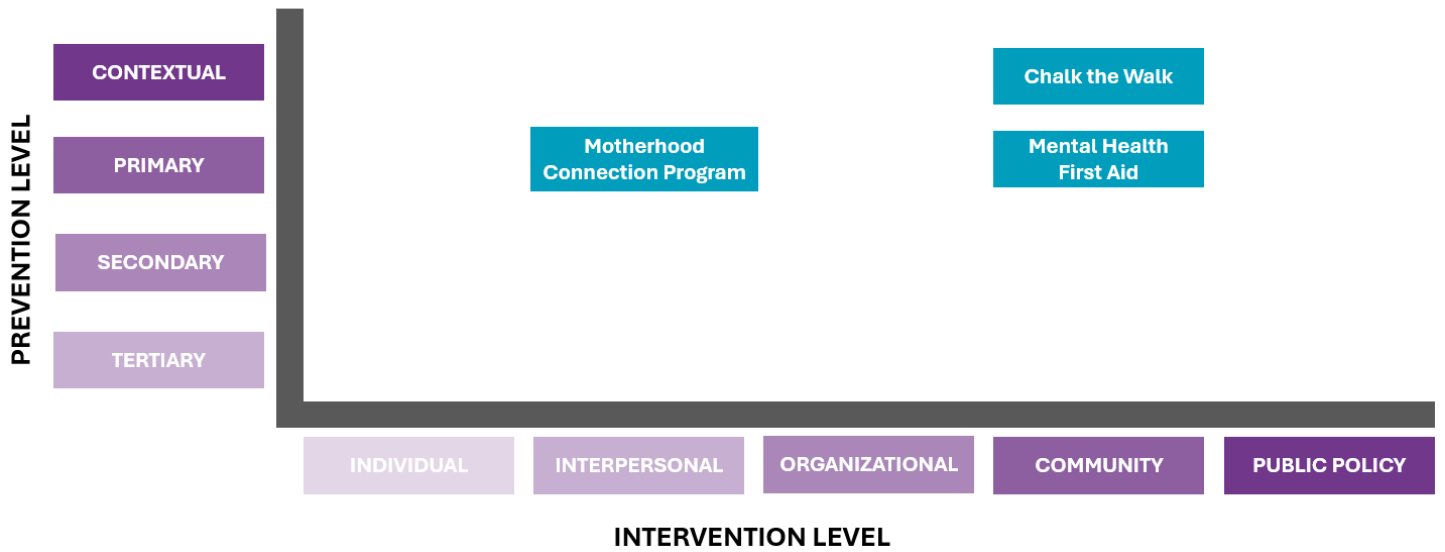 PREVENTION LEVEL
CONTEXTUAL
Chalk the Walk
PRIMARY
Motherhood
Connection Program
Mental Health
First Aid
SECONDARY
TERTIARY
INDIVIDUAL
INTERPERSONAL
ORGANIZATIONAL
COMMUNITY
PUBLIC POLICY
INTERVENTION LEVEL